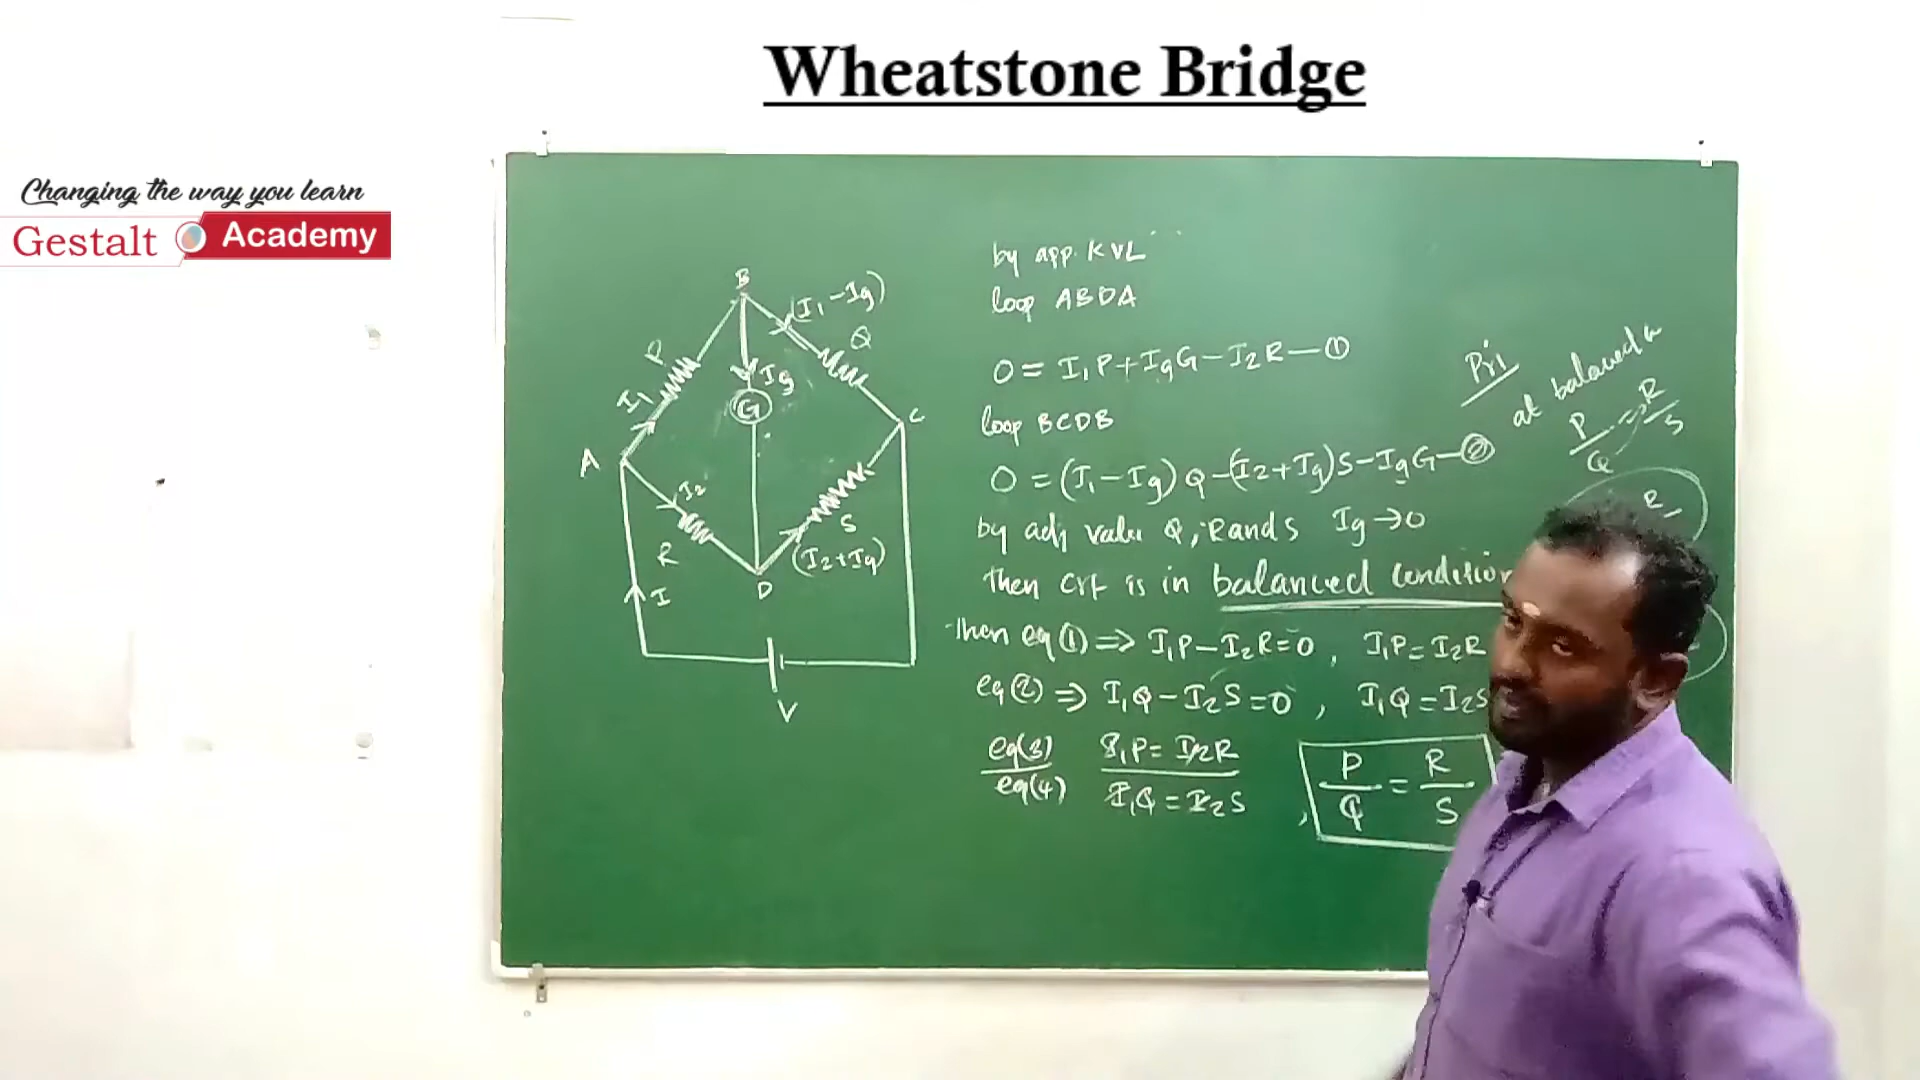 Wheatstone Bridge
Changing the way you learn
Gestalt Academy
B
(I₁-Ig)
P
Q
I₁
Ig
G
A
C
I₂
R
S
(I₂+Ig)
D
I
V
by app. KVL
loop ABDA
0 = I₁P+IgG-I₂R—①
loop BCDB
0 = (I₁-Ig)Q-(I2+Ig)S-IgG-②
by adj value Q, R and S Ig→0
then crt is in balanced condition
then eq(1) => I₁P-I₂R=0, I₁P=I₂R
eq(2) => I₁Q-I₂S=0, I₁Q=I₂S
eq(3) I₁P=I₂R
eq(4) I₁Q=I₂S
, P/Q = R/S
Pri
at balanced
P/Q = R/S
R